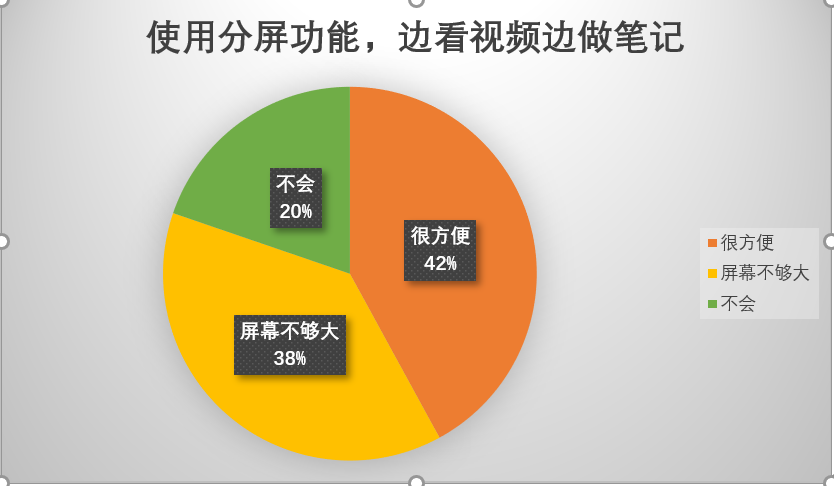 使用分屏功能，边看视频边做笔记
不会
20%
很方便
42%
屏幕不够大
38%
很方便
屏幕不够大
不会